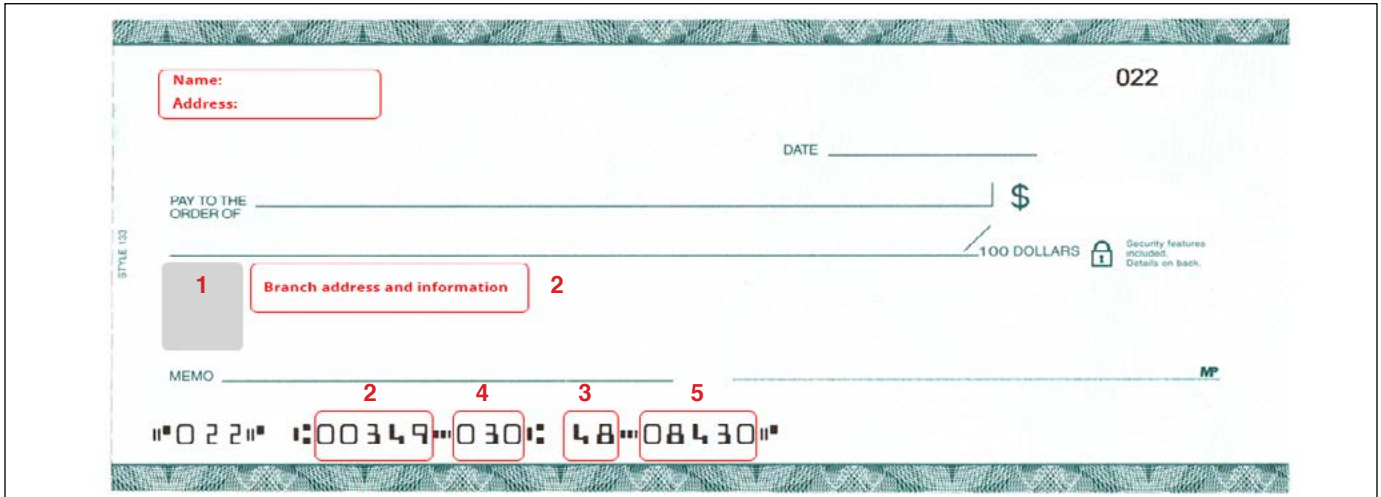 Name:
Address:
022
DATE
PAY TO THE
ORDER OF
$
100 DOLLARS
Security features
included.
Details on back.
STYLE 133
1
Branch address and information
2
MEMO
MP
2 4 3 5
⑈022⑈ ⑆00349⑉030⑆ 48⑉08430⑈